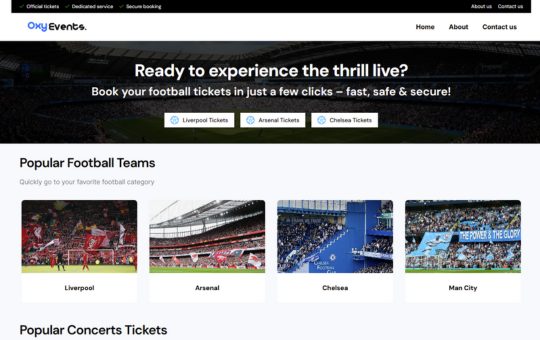 Official tickets Dedicated service Secure booking About us Contact us
OxyEvents. Home About Contact us
Ready to experience the thrill live?
Book your football tickets in just a few clicks – fast, safe & secure!
Liverpool Tickets Arsenal Tickets Chelsea Tickets
Popular Football Teams
Quickly go to your favorite football category
THE POWER & THE GLORY
CHELSEA
Liverpool Arsenal Chelsea Man City
Popular Concerts Tickets